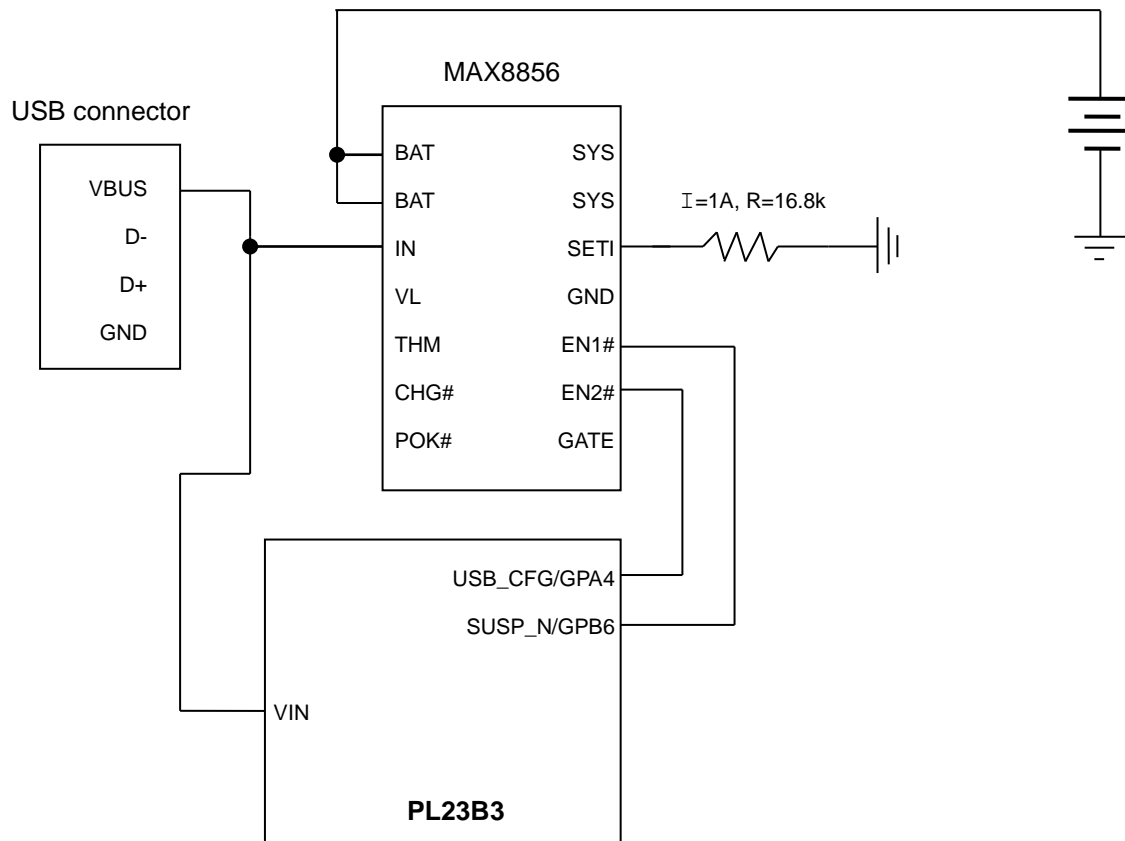 MAX8856
USB connector
VBUS
D-
D+
GND
BAT
BAT
IN
VL
THM
CHG#
POK#
SYS
SYS
SETI
GND
EN1#
EN2#
GATE
I=1A, R=16.8k
USB_CFG/GPA4
SUSP_N/GPB6
VIN
PL23B3